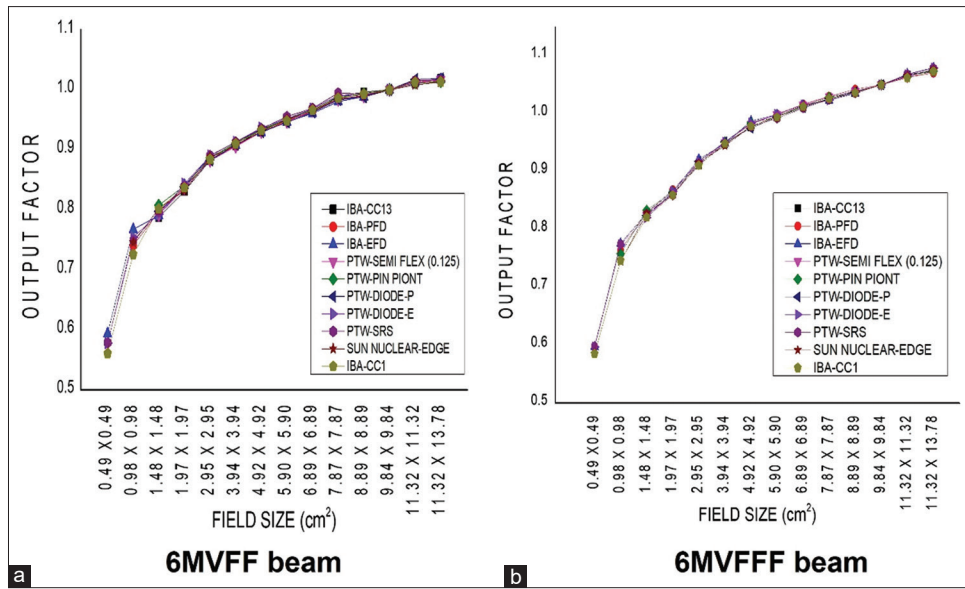 1.1
1.0
0.9
0.8
0.7
0.6
0.5
OUTPUT FACTOR
IBA-CC13
IBA-PFD
IBA-EFD
PTW-SEMI FLEX (0.125)
PTW-PIN PIONT
PTW-DIODE-P
PTW-DIODE-E
PTW-SRS
SUN NUCLEAR-EDGE
IBA-CC1
0.49 X0.49
0.98 X 0.98
1.48 X 1.48
1.97 X 1.97
2.95 X 2.95
3.94 X 3.94
4.92 X 4.92
5.90 X 5.90
6.89 X 6.89
7.87 X 7.87
8.89 X 8.89
9.84 X 9.84
11.32 X 11.32
11.32 X 13.78
FIELD SIZE (cm²)
6MVFF beam
a
1.1
1.0
0.9
0.8
0.7
0.6
0.5
OUTPUT FACTOR
IBA-CC13
IBA-PFD
IBA-EFD
PTW-SEMI FLEX (0.125)
PTW-PIN PIONT
PTW-DIODE-P
PTW-DIODE-E
PTW-SRS
SUN NUCLEAR-EDGE
IBA-CC1
0.49 X0.49
0.98 X 0.98
1.48 X 1.48
1.97 X 1.97
2.95 X 2.95
3.94 X 3.94
4.92 X 4.92
5.90 X 5.90
6.89 X 6.89
7.87 X 7.87
8.89 X 8.89
9.84 X 9.84
11.32 X 11.32
11.32 X 13.78
FIELD SIZE (cm²)
6MVFFF beam
b